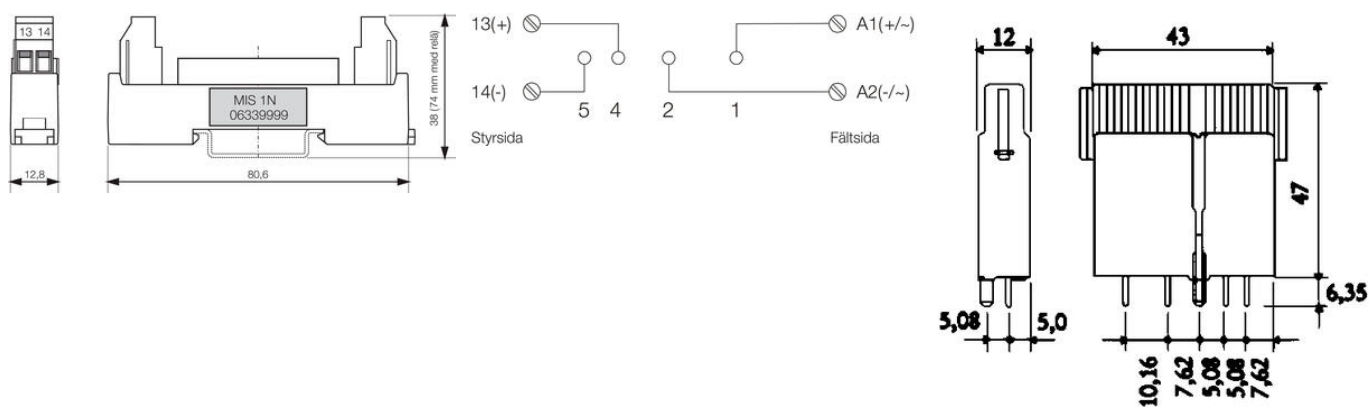 13 14
12,8
MIS 1N
06339999
80,6
38 (74 mm med relä)
13(+)
14(-)
5 4 2 1
A1(+/~)
A2(-/~)
Styrsida
Fältsida
12
43
47
6,35
5,08
5,0
10,16
7,62
5,08
5,08
7,62